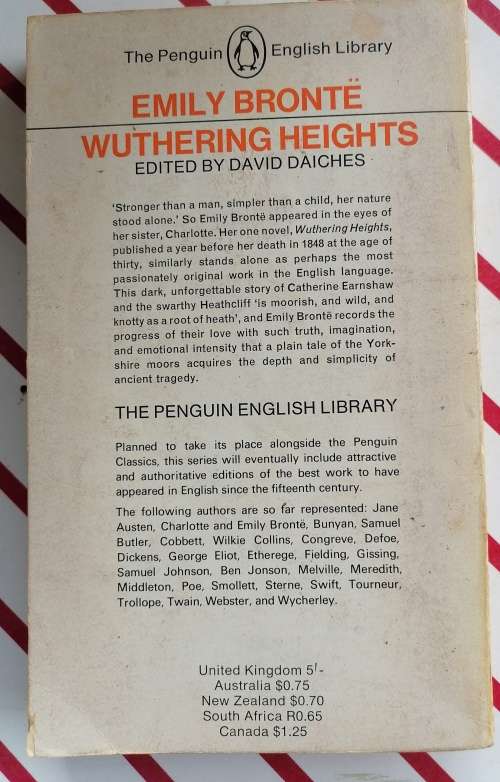 The Penguin English Library
EMILY BRONTË
WUTHERING HEIGHTS
EDITED BY DAVID DAICHES
'Stronger than a man, simpler than a child, her nature
stood alone.' So Emily Brontë appeared in the eyes of
her sister, Charlotte. Her one novel, Wuthering Heights,
published a year before her death in 1848 at the age of
thirty, similarly stands alone as perhaps the most
passionately original work in the English language.
This dark, unforgettable story of Catherine Earnshaw
and the swarthy Heathcliff 'is moorish, and wild, and
knotty as a root of heath', and Emily Brontë records the
progress of their love with such truth, imagination,
and emotional intensity that a plain tale of the York-
shire moors acquires the depth and simplicity of
ancient tragedy.
THE PENGUIN ENGLISH LIBRARY
Planned to take its place alongside the Penguin
Classics, this series will eventually include attractive
and authoritative editions of the best work to have
appeared in English since the fifteenth century.
The following authors are so far represented: Jane
Austen, Charlotte and Emily Brontë, Bunyan, Samuel
Butler, Cobbett, Wilkie Collins, Congreve, Defoe,
Dickens, George Eliot, Etherege, Fielding, Gissing,
Samuel Johnson, Ben Jonson, Melville, Meredith,
Middleton, Poe, Smollett, Sterne, Swift, Tourneur,
Trollope, Twain, Webster, and Wycherley.
United Kingdom 5/-
Australia $0.75
New Zealand $0.70
South Africa R0.65
Canada $1.25